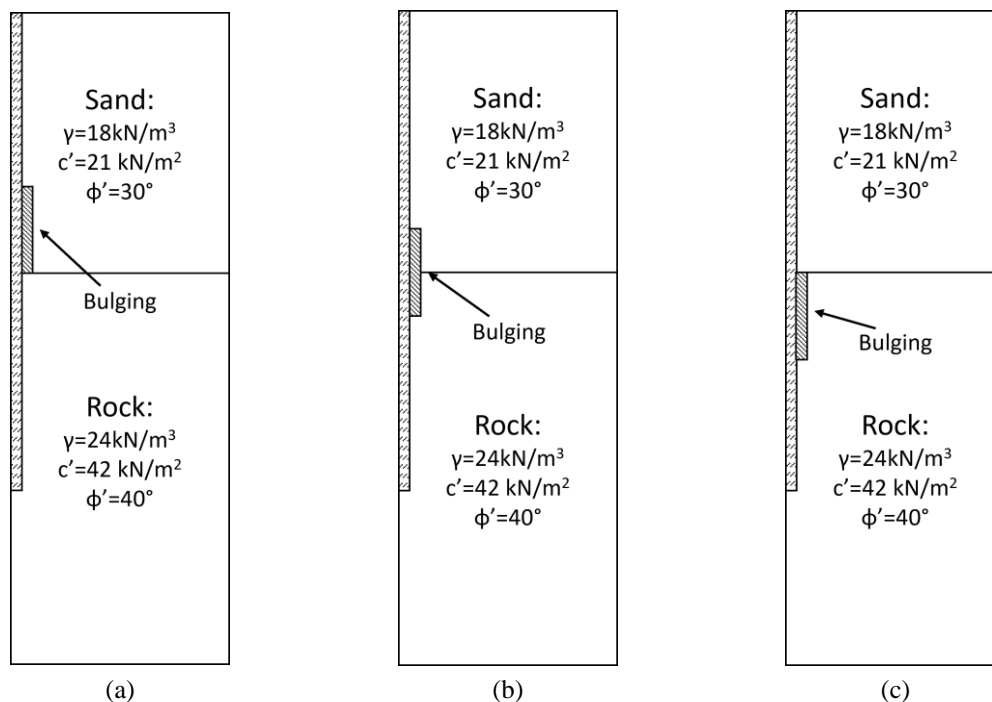 Sand:
γ=18kN/m³
c'=21 kN/m²
ϕ'=30°
Bulging
Rock:
γ=24kN/m³
c'=42 kN/m²
ϕ'=40°
(a)
Sand:
γ=18kN/m³
c'=21 kN/m²
ϕ'=30°
Bulging
Rock:
γ=24kN/m³
c'=42 kN/m²
ϕ'=40°
(b)
Sand:
γ=18kN/m³
c'=21 kN/m²
ϕ'=30°
Bulging
Rock:
γ=24kN/m³
c'=42 kN/m²
ϕ'=40°
(c)